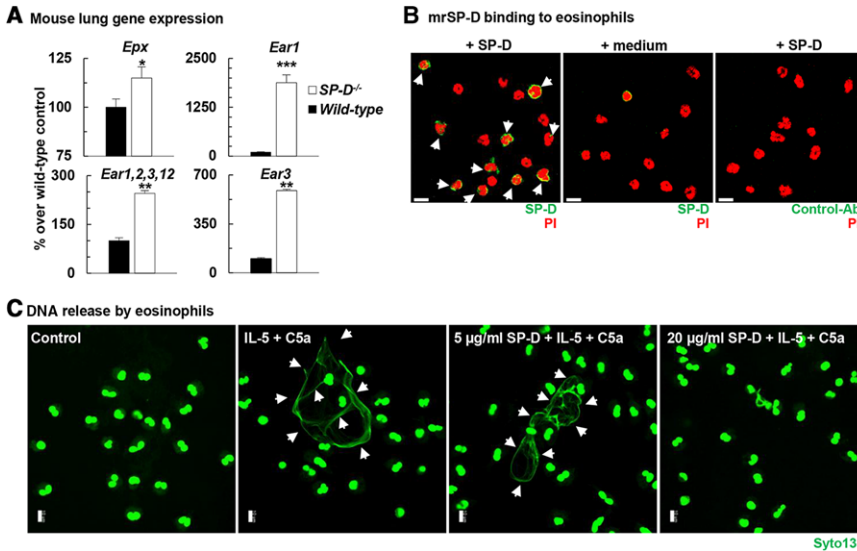 A Mouse lung gene expression
% over wild-type control
Epx
125
100
75
*
Ear1
2500
1250
0
***
SP-D-/-
Wild-type
Ear1,2,3,12
300
150
0
**
Ear3
700
350
0
**
B mrSP-D binding to eosinophils
+ SP-D
+ medium
+ SP-D
SP-D
PI
SP-D
PI
Control-Ab
P
C DNA release by eosinophils
Control
IL-5 + C5a
5 µg/ml SP-D + IL-5 + C5a
20 µg/ml SP-D + IL-5 + C5a
Syto13